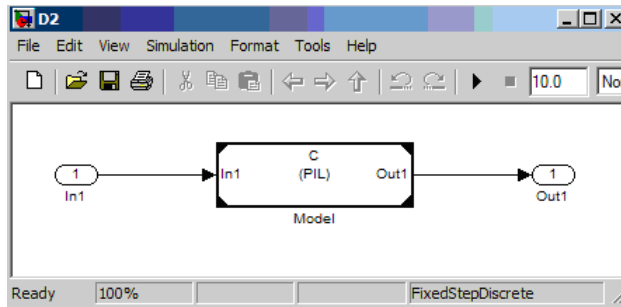 D2
File Edit View Simulation Format Tools Help
10.0 No
C
1 In1 (PIL) Out1 1
In1 Out1
Model
Ready 100% FixedStepDiscrete